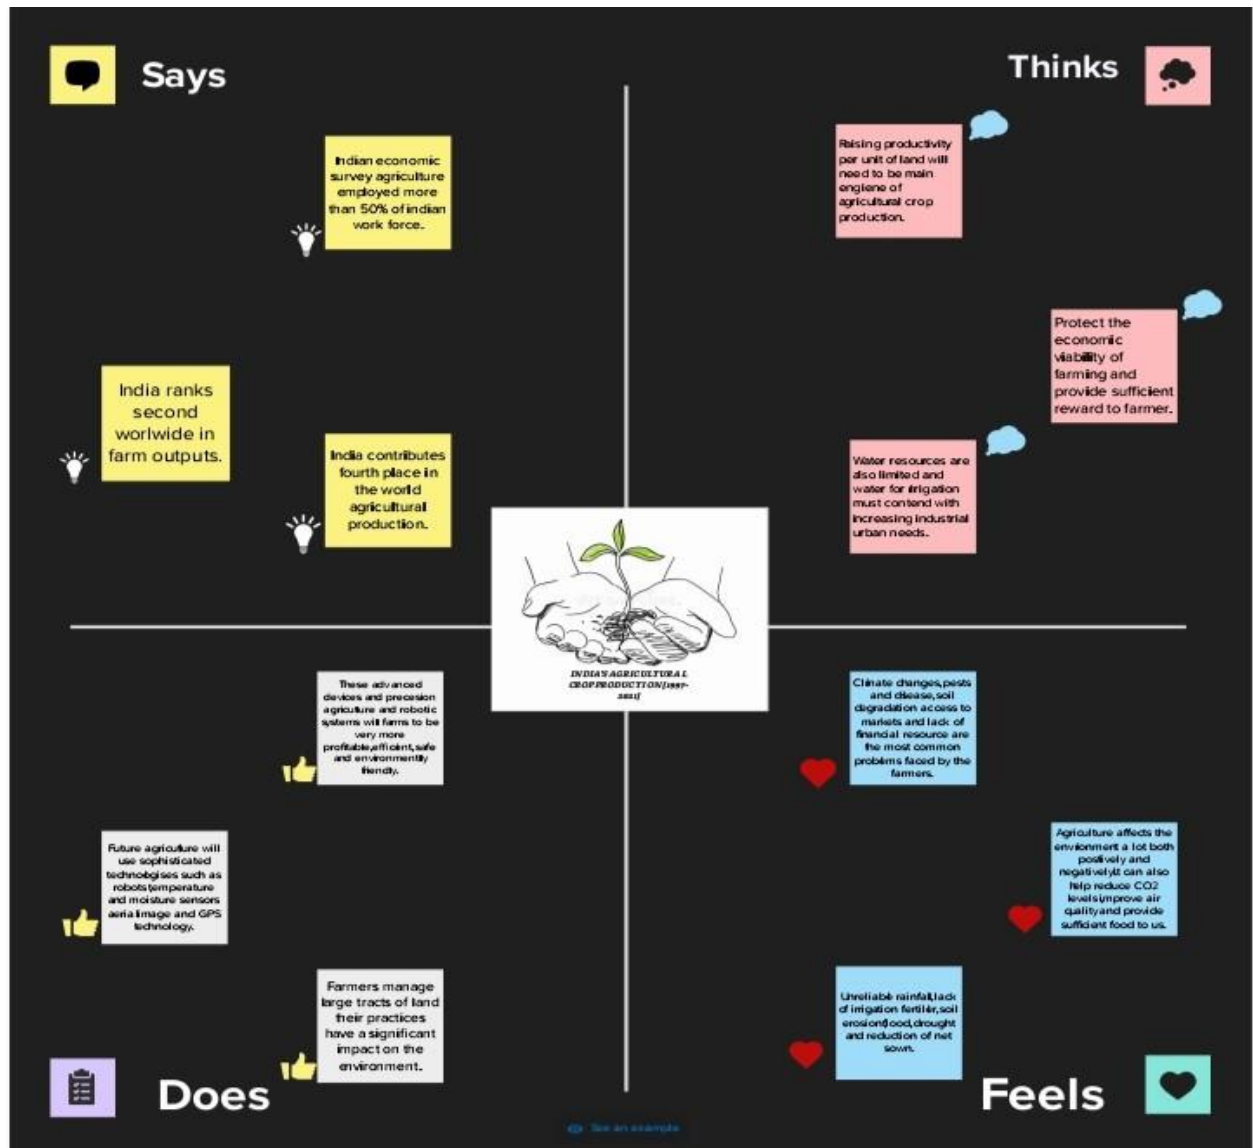 Says
Indian economic
survey agriculture
employed more
than 50% of indian
work force.
India ranks
second
worlwide in
farm outputs.
India contributes
fourth place in
the world
agricultural
production.
Thinks
Raising productivity
per unit of land will
need to be main
engiene of
agricultural crop
production.
Protect the
economic
viability of
farming and
provide sufficient
reward to farmer.
Water resources are
also limited and
water for irrigation
must contend with
increasing industrial
urban needs.
INDIA'S AGRICULTURAL
CROP PRODUCTION [1997-
2021]
These advanced
devices and precesion
agriculture and robotic
systems will farms to be
very more
profitable,efficient,safe
and environmently
friendly.
Future agriculture will
use sophisticated
technologises such as
robots,temperature
and moisture sensors
aerial image and GPS
technology.
Farmers manage
large tracts of land
their practices
have a significant
impact on the
environment.
Does
Climate changes,pests
and disease,soil
degradation access to
markets and lack of
financial resource are
the most common
problems faced by the
farmers.
Agriculture affects the
envionment a lot both
postively and
negatively.It can also
help reduce CO2
levels,improve air
quality and provide
sufficient food to us.
Unreliable rainfall,lack
of irrigation fertiler,soil
erosion,flood,drought
and reduction of net
sown.
Feels
See an example